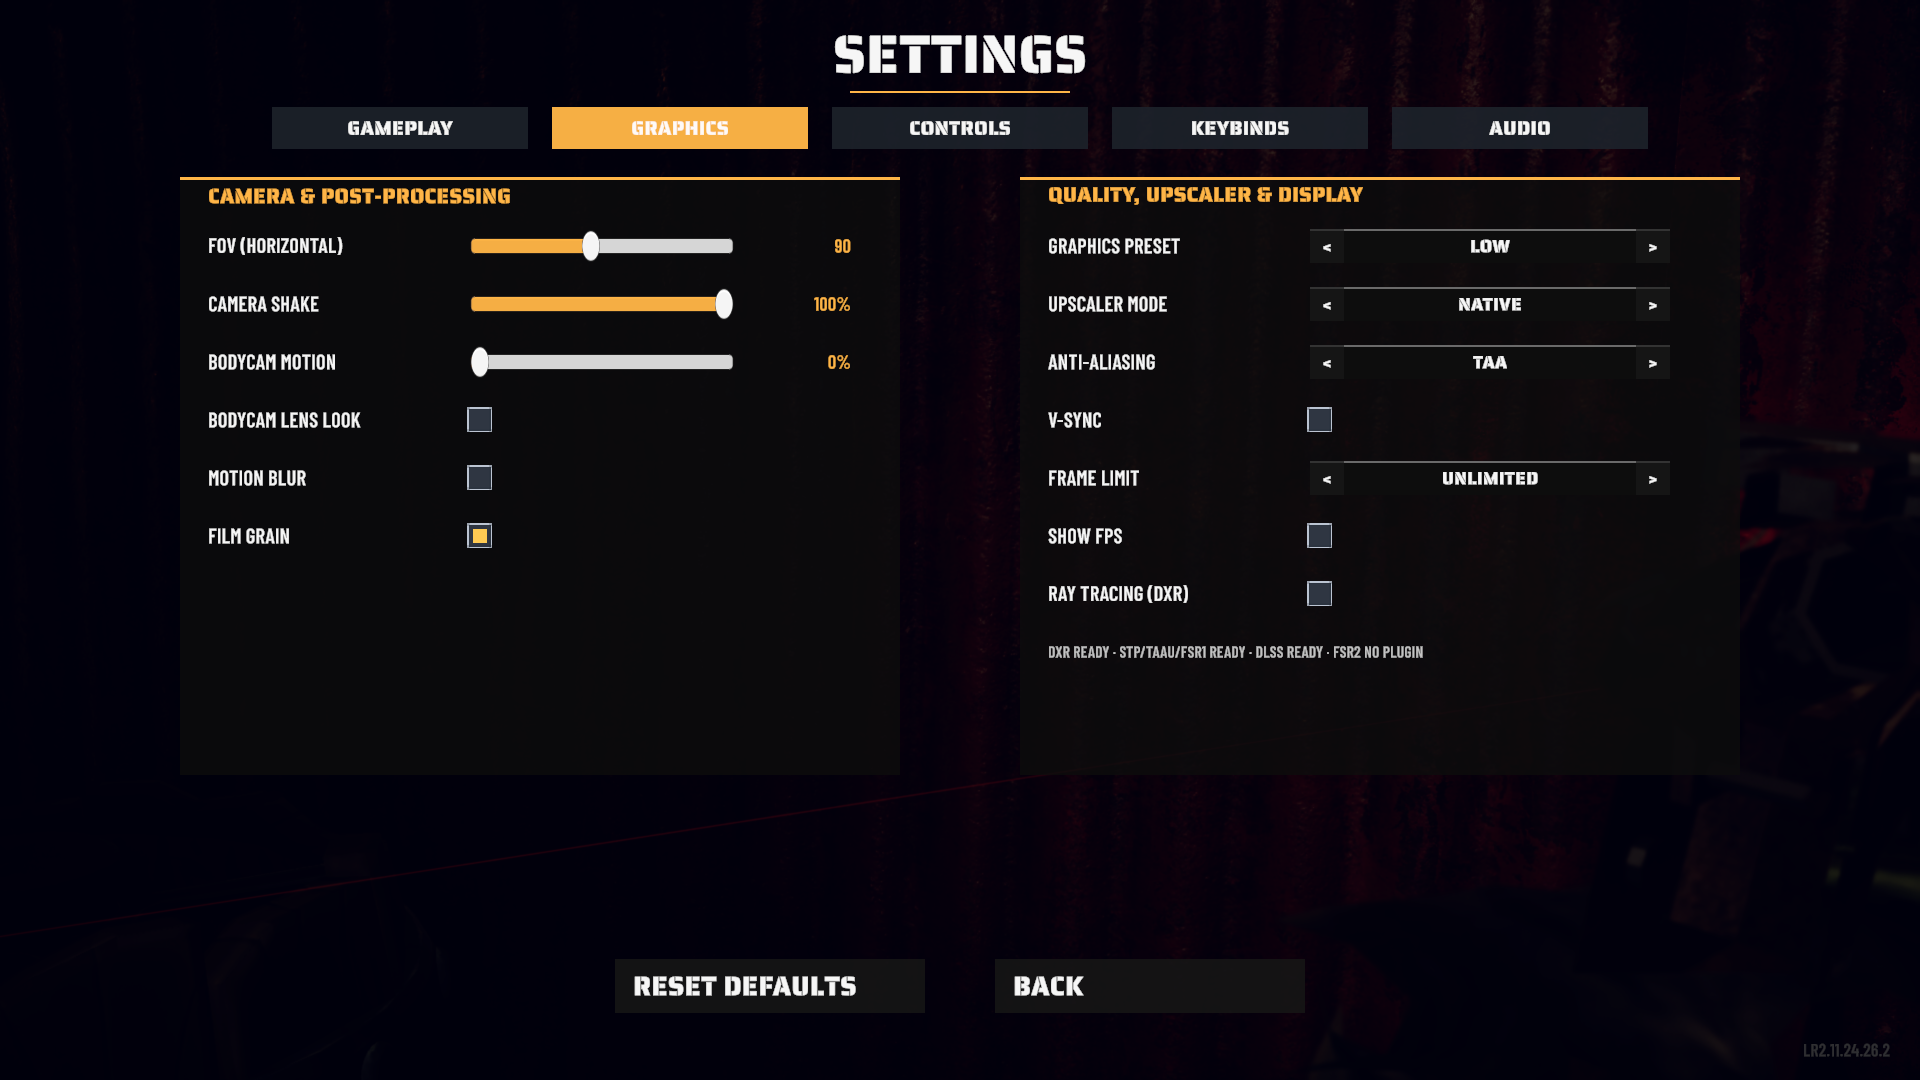 SETTINGS
GAMEPLAY GRAPHICS CONTROLS KEYBINDS AUDIO
CAMERA & POST-PROCESSING
FOV (HORIZONTAL) 90
CAMERA SHAKE 100%
BODYCAM MOTION 0%
BODYCAM LENS LOOK
MOTION BLUR
FILM GRAIN
QUALITY, UPSCALER & DISPLAY
GRAPHICS PRESET < LOW >
UPSCALER MODE < NATIVE >
ANTI-ALIASING < TAA >
V-SYNC
FRAME LIMIT < UNLIMITED >
SHOW FPS
RAY TRACING (DXR)
DXR READY · STP/TAAU/FSR1 READY · DLSS READY · FSR2 NO PLUGIN
RESET DEFAULTS BACK
LR2.11.24.26.2